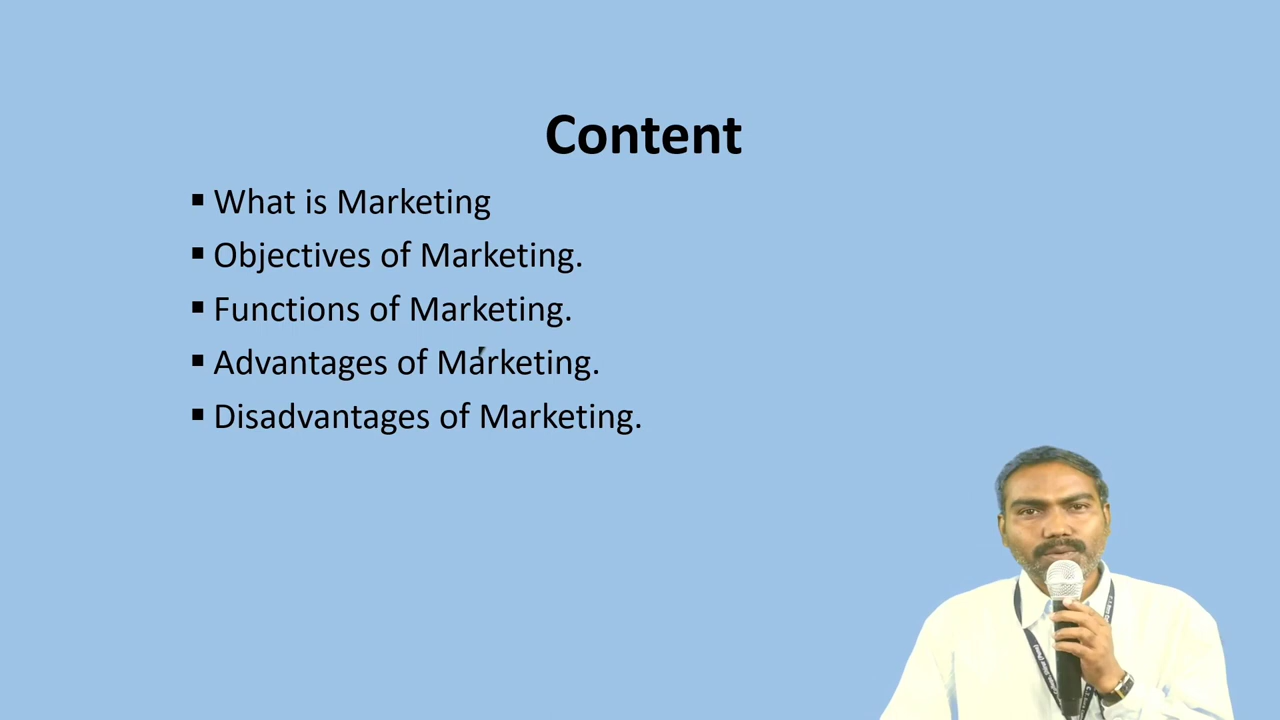 Content
▪ What is Marketing
▪ Objectives of Marketing.
▪ Functions of Marketing.
▪ Advantages of Marketing.
▪ Disadvantages of Marketing.